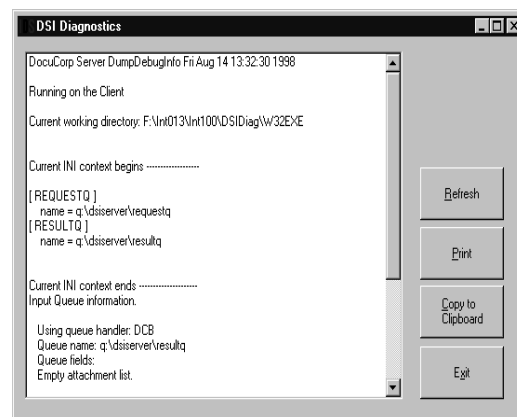 DSI Diagnostics
DocuCorp Server DumpDebugInfo Fri Aug 14 13:32:30 1998
Running on the Client
Current working directory: F:\Int013\Int100\DSIDiag\W32EXE
Current INI context begins ------------------
[ REQUESTQ ]
name = q:\dsiserver\requestq
[ RESULTQ ]
name = q:\dsiserver\resultq
Current INI context ends --------------------
Input Queue information.
Using queue handler: DCB
Queue name: q:\dsiserver\resultq
Queue fields:
Empty attachment list.
Refresh
Print
Copy to
Clipboard
Exit